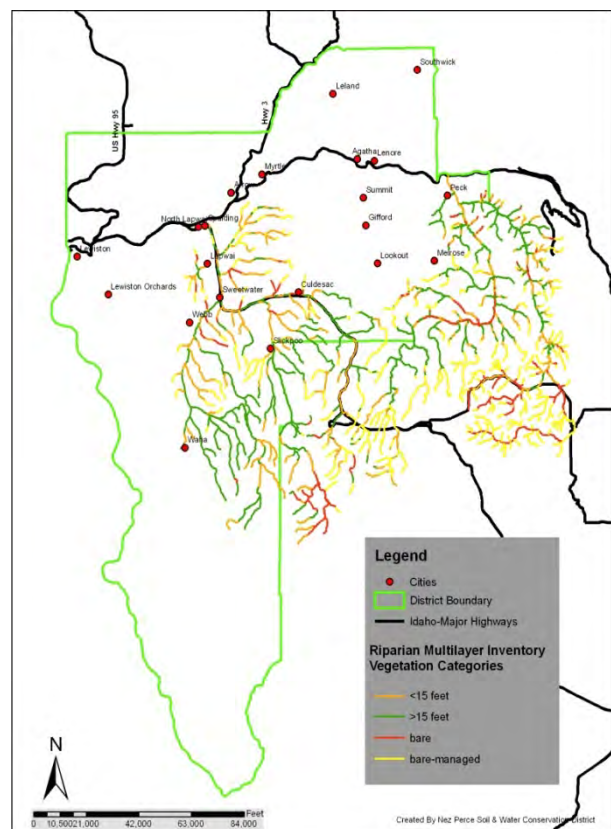 Southwick
Leland
US Hwy 95
Hwy 3
Agatha
Lenore
Myrtle
Summit
Peck
North Lapwai
Gifford
Lewiston
Lapwai
Lookout
Melrose
Lewiston Orchards
Sweetwater
Culdesac
Webb
Slickpoo
Waha
Legend
Cities
District Boundary
Idaho-Major Highways
Riparian Multilayer Inventory
Vegetation Categories
<15 feet
>15 feet
bare
bare-managed
N
Feet
0 10,50021,000 42,000 63,000 84,000
Created By Nez Perce Soil & Water Conservation District